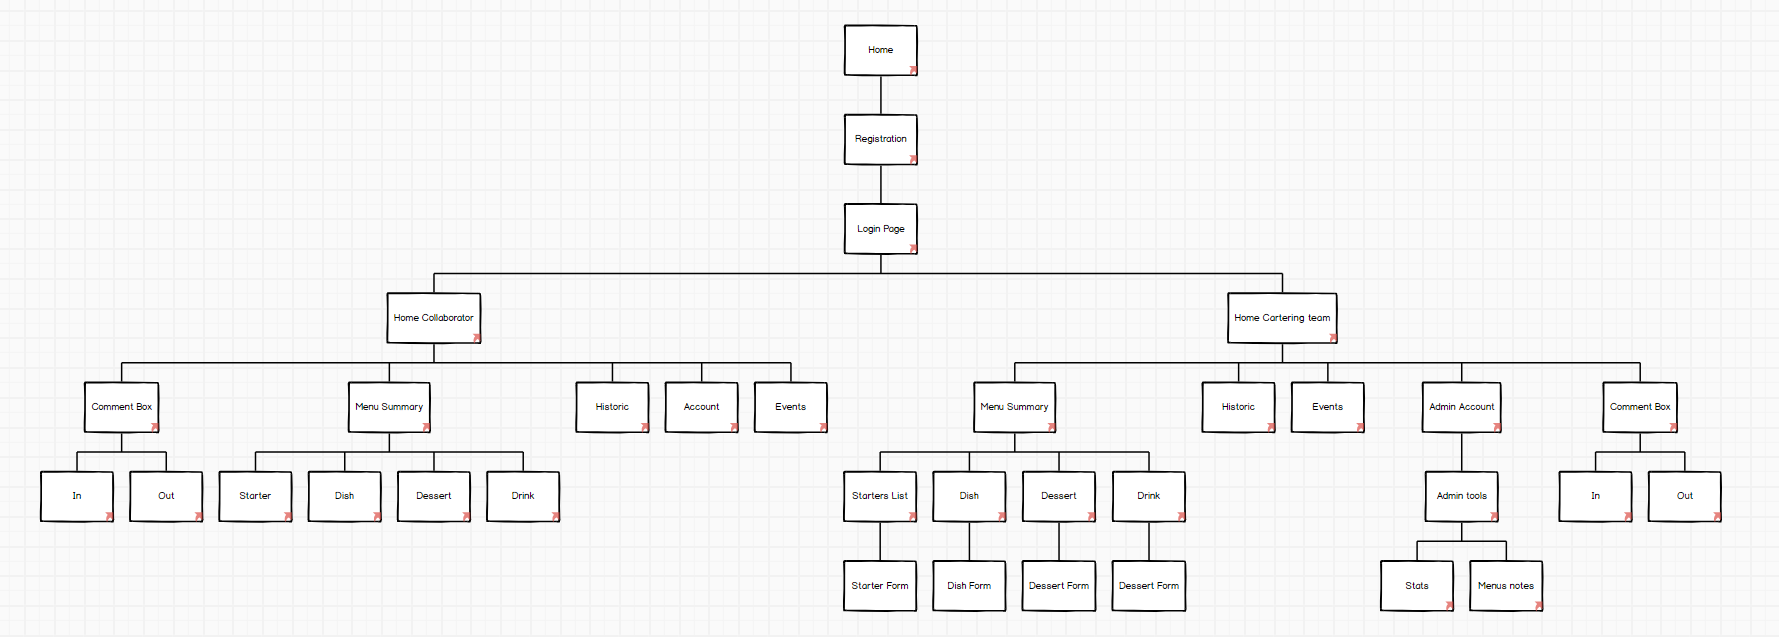 Home
Registration
Login Page
Home Collaborator
Home Cartering team
Comment Box
Menu Summary
Historic
Account
Events
Menu Summary
Historic
Events
Admin Account
Comment Box
In
Out
Starter
Dish
Dessert
Drink
Starters List
Dish
Dessert
Drink
Admin tools
In
Out
Starter Form
Dish Form
Dessert Form
Dessert Form
Stats
Menus notes